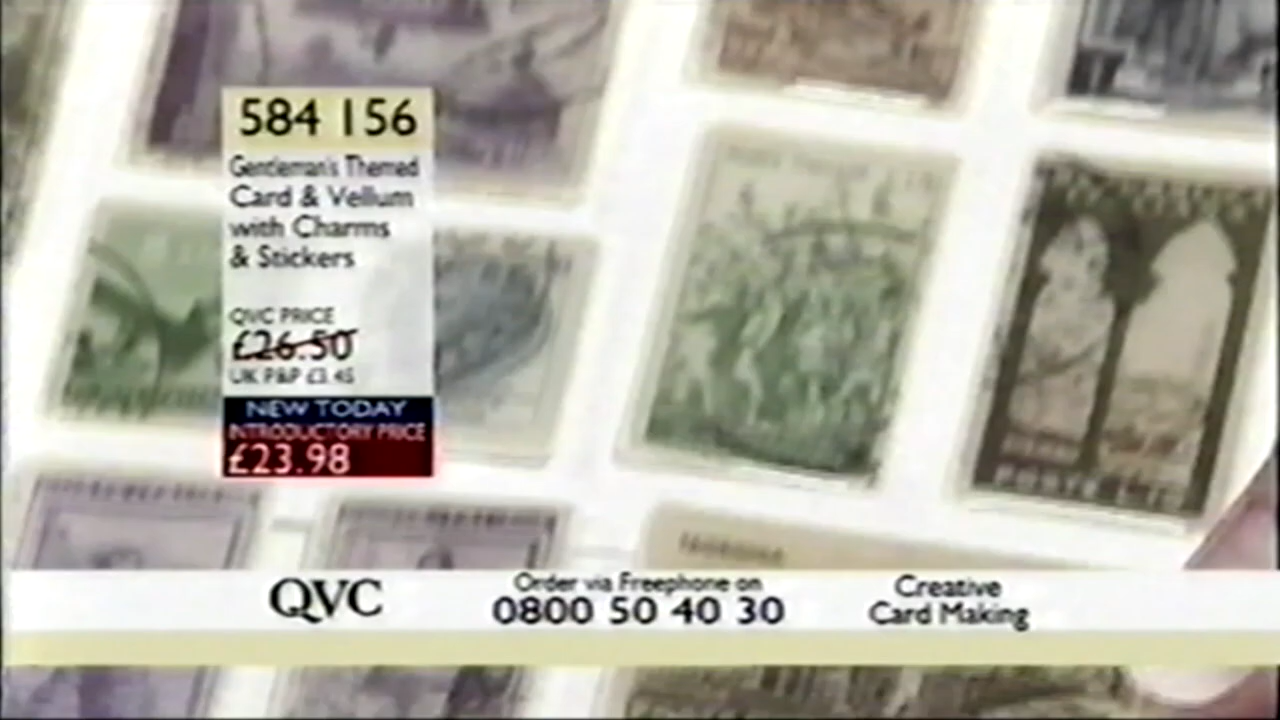 584 156
Gentleman's Themed
Card & Vellum
with Charms
& Stickers
QVC PRICE
£26.50
UK P&P £3.45
NEW TODAY
INTRODUCTORY PRICE
£23.98
QVC
Order via Freephone on
0800 50 40 30
Creative
Card Making